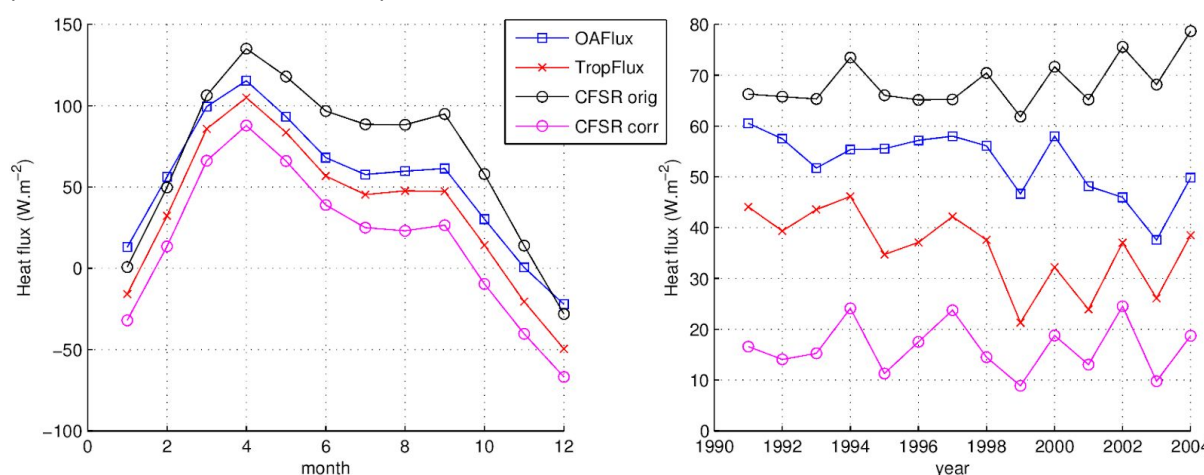 150
100
50
0
−50
−100
Heat flux (W.m−2)
0 2 4 6 8 10 12
month
OAFlux
TropFlux
CFSR orig
CFSR corr
80
70
60
50
40
30
20
10
0
Heat flux (W.m−2)
1990 1992 1994 1996 1998 2000 2002 2004
year